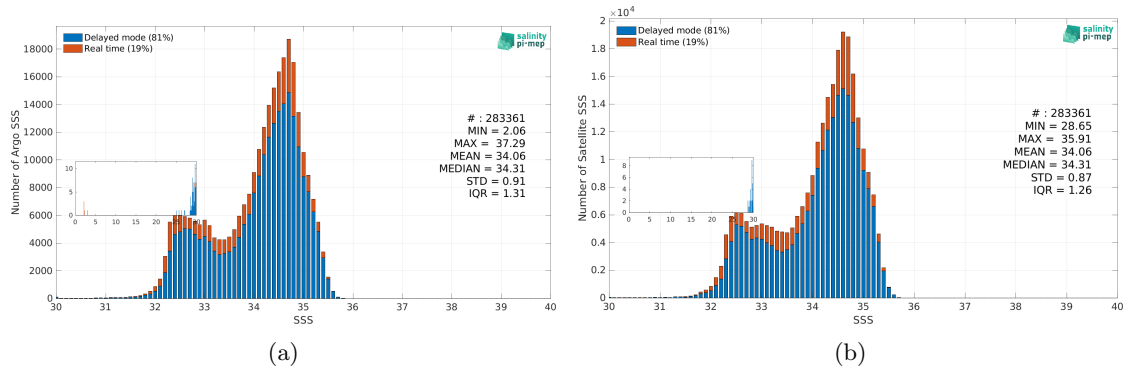 Delayed mode (81%)
Real time (19%)
salinity
pi-mep
Number of Argo SSS
18000
16000
14000
12000
10000
8000
6000
4000
2000
0
# : 283361
MIN = 2.06
MAX = 37.29
MEAN = 34.06
MEDIAN = 34.31
STD = 0.91
IQR = 1.31
10
5
0
0 5 10 15 20 25 30
30 31 32 33 34 35 36 37 38 39 40
SSS
(a)
2 ×10⁴
Delayed mode (81%)
Real time (19%)
salinity
pi-mep
Number of Satellite SSS
1.8
1.6
1.4
1.2
1
0.8
0.6
0.4
0.2
0
# : 283361
MIN = 28.65
MAX = 35.91
MEAN = 34.06
MEDIAN = 34.31
STD = 0.87
IQR = 1.26
8
6
4
2
0
0 5 10 15 20 25 30
30 31 32 33 34 35 36 37 38 39 40
SSS
(b)